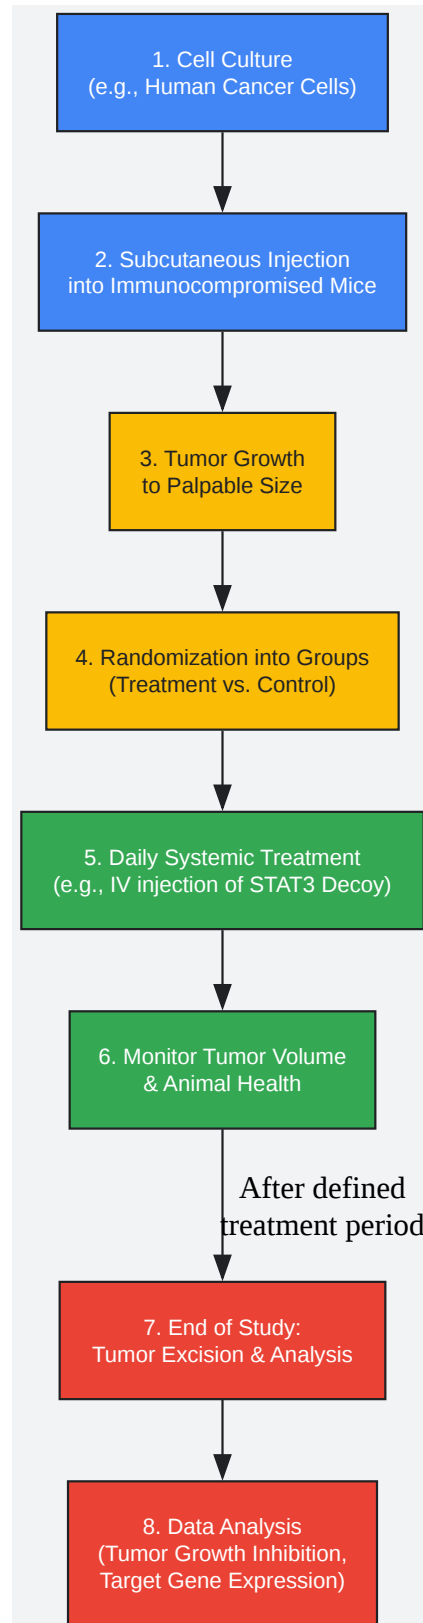 1. Cell Culture
(e.g., Human Cancer Cells)
2. Subcutaneous Injection
into Immunocompromised Mice
3. Tumor Growth
to Palpable Size
4. Randomization into Groups
(Treatment vs. Control)
5. Daily Systemic Treatment
(e.g., IV injection of STAT3 Decoy)
6. Monitor Tumor Volume
& Animal Health
After defined
treatment period
7. End of Study:
Tumor Excision & Analysis
8. Data Analysis
(Tumor Growth Inhibition,
Target Gene Expression)